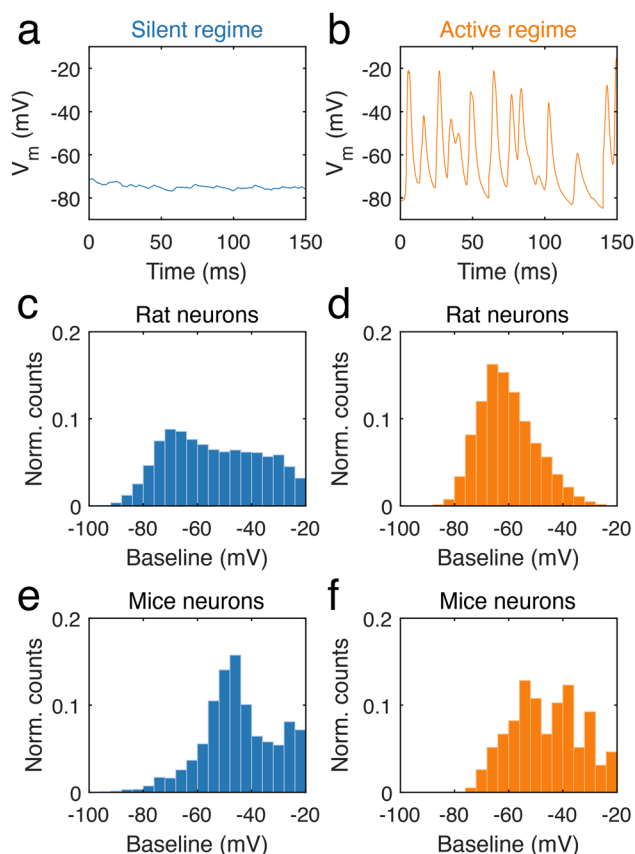 a Silent regime
b Active regime
-20
-40
-60
-80
V_m (mV)
0 50 100 150
Time (ms)
-20
-40
-60
-80
V_m (mV)
0 50 100 150
Time (ms)
c Rat neurons
d Rat neurons
0.2
0.1
0
Norm. counts
-100 -80 -60 -40 -20
Baseline (mV)
0.2
0.1
0
Norm. counts
-100 -80 -60 -40 -20
Baseline (mV)
e Mice neurons
f Mice neurons
0.2
0.1
0
Norm. counts
-100 -80 -60 -40 -20
Baseline (mV)
0.2
0.1
0
Norm. counts
-100 -80 -60 -40 -20
Baseline (mV)